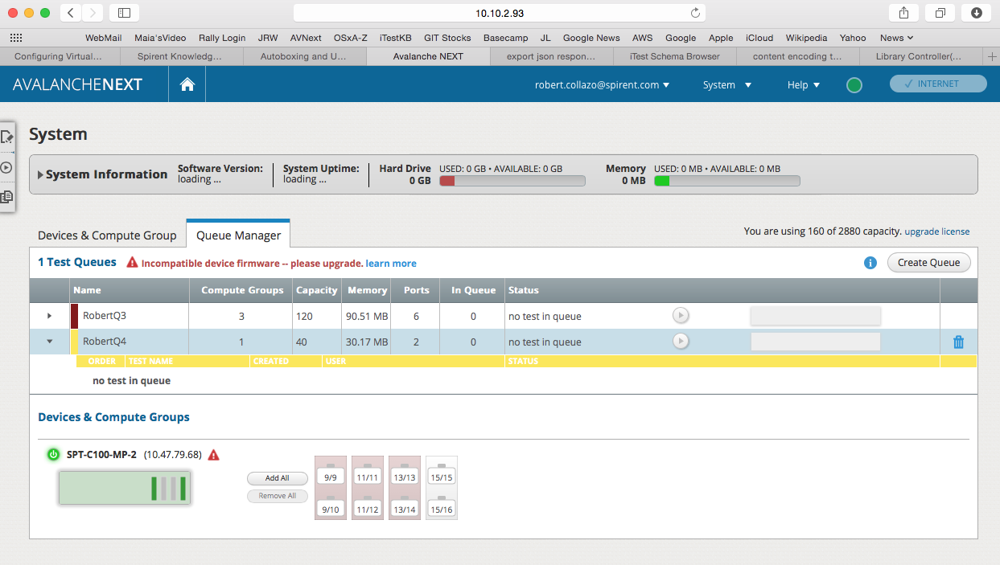 10.10.2.93
WebMail Maia'sVideo Rally Login JRW AVNext OSxA-Z iTestKB GIT Stocks Basecamp JL Google News AWS Google Apple iCloud Wikipedia Yahoo News
Configuring Virtual... Spirent Knowledg... Autoboxing and U... Avalanche NEXT export json respon... iTest Schema Browser content encoding t... Library Controller(...
AVALANCHENEXT robert.collazo@spirent.com System Help INTERNET
System
System Information Software Version: loading ... System Uptime: loading ... Hard Drive 0 GB USED: 0 GB • AVAILABLE: 0 GB Memory 0 MB USED: 0 MB • AVAILABLE: 0 MB
Devices & Compute Group Queue Manager You are using 160 of 2880 capacity. upgrade license
1 Test Queues Incompatible device firmware -- please upgrade. learn more Create Queue
Name Compute Groups Capacity Memory Ports In Queue Status
RobertQ3 3 120 90.51 MB 6 0 no test in queue
RobertQ4 1 40 30.17 MB 2 0 no test in queue
ORDER TEST NAME CREATED USER STATUS
no test in queue
Devices & Compute Groups
SPT-C100-MP-2 (10.47.79.68)
Add All 9/9 11/11 13/13 15/15
Remove All 9/10 11/12 13/14 15/16